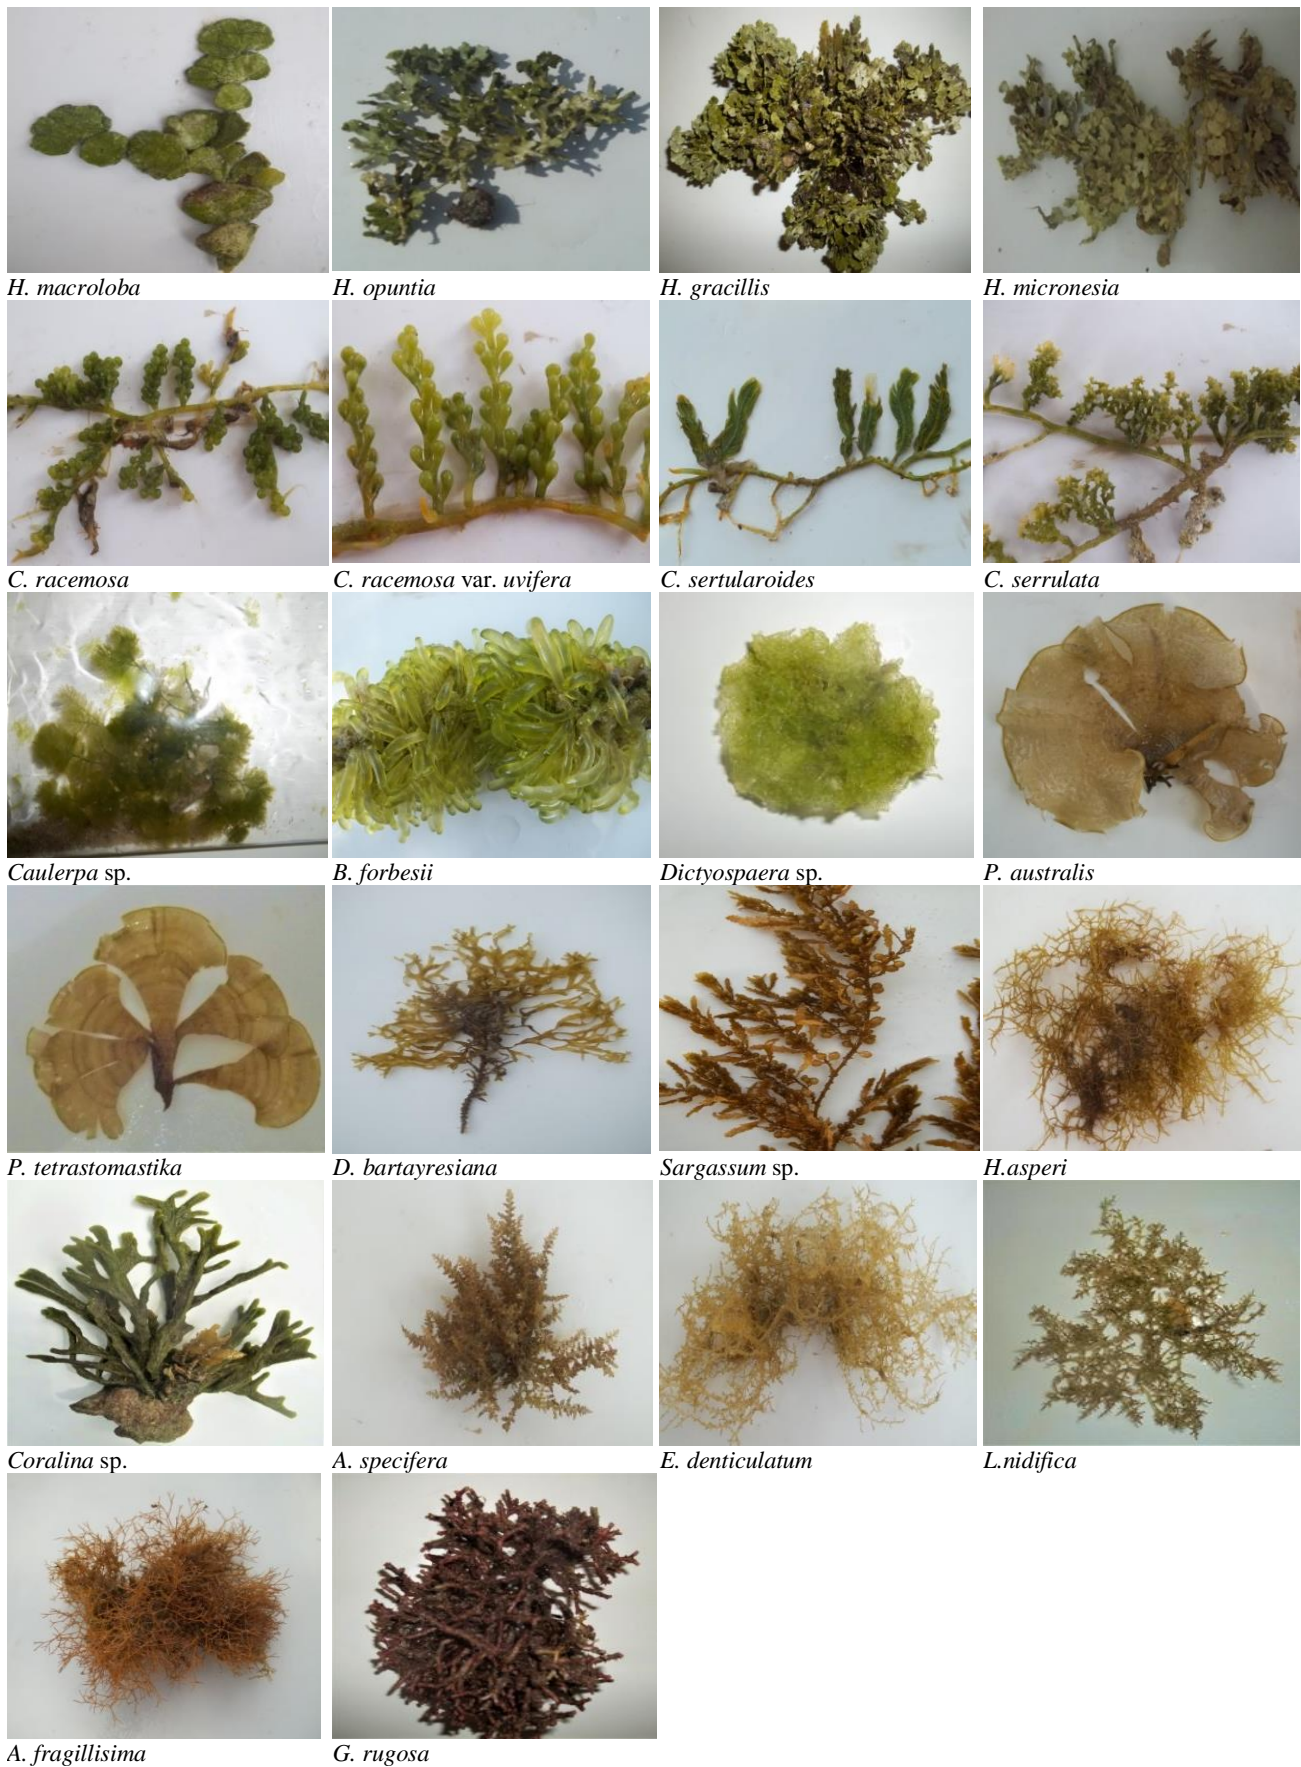 H. macroloba H. opuntia H. gracillis H. micronesia
C. racemosa C. racemosa var. uvifera C. sertularoides C. serrulata
Caulerpa sp. B. forbesii Dictyospaera sp. P. australis
P. tetrastomastika D. bartayresiana Sargassum sp. H.asperi
Coralina sp. A. specifera E. denticulatum L.nidifica
A. fragillisima G. rugosa